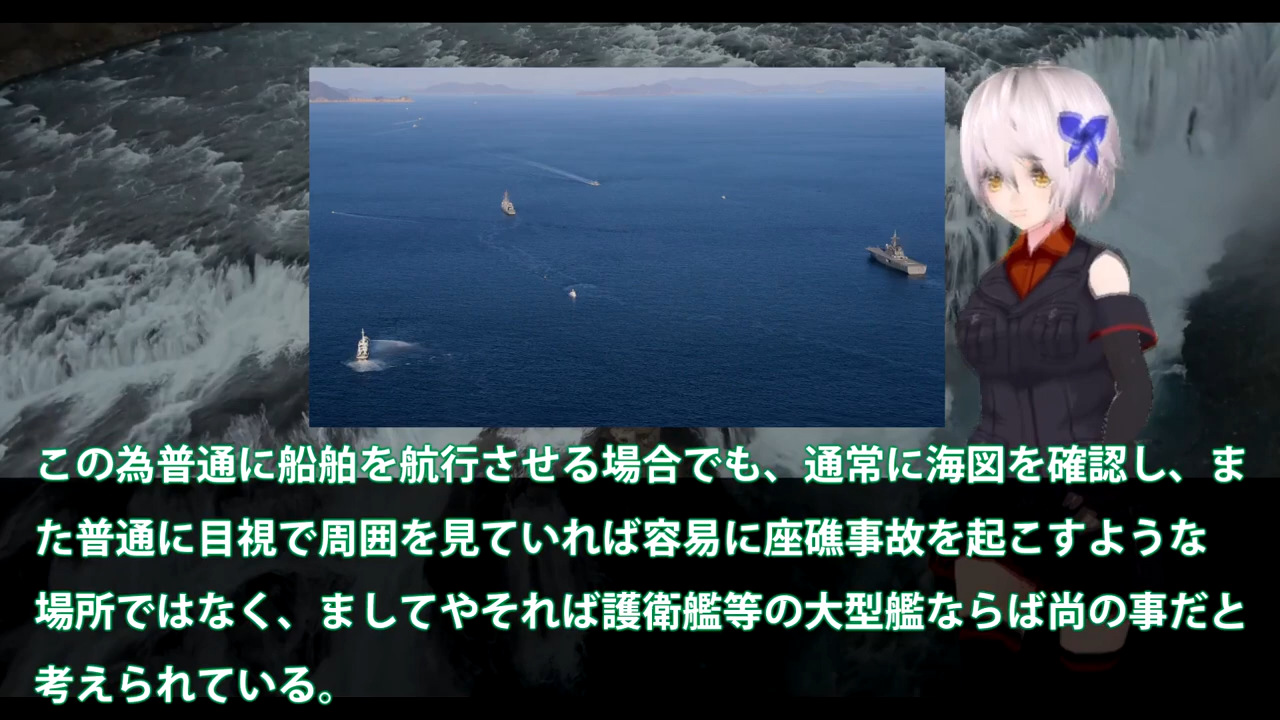 この為普通に船舶を航行させる場合でも、通常に海図を確認し、ま
た普通に目視で周囲を見ていれば容易に座礁事故を起こすような
場所ではなく、ましてやそれば護衛艦等の大型艦ならば尚の事だと
考えられている。